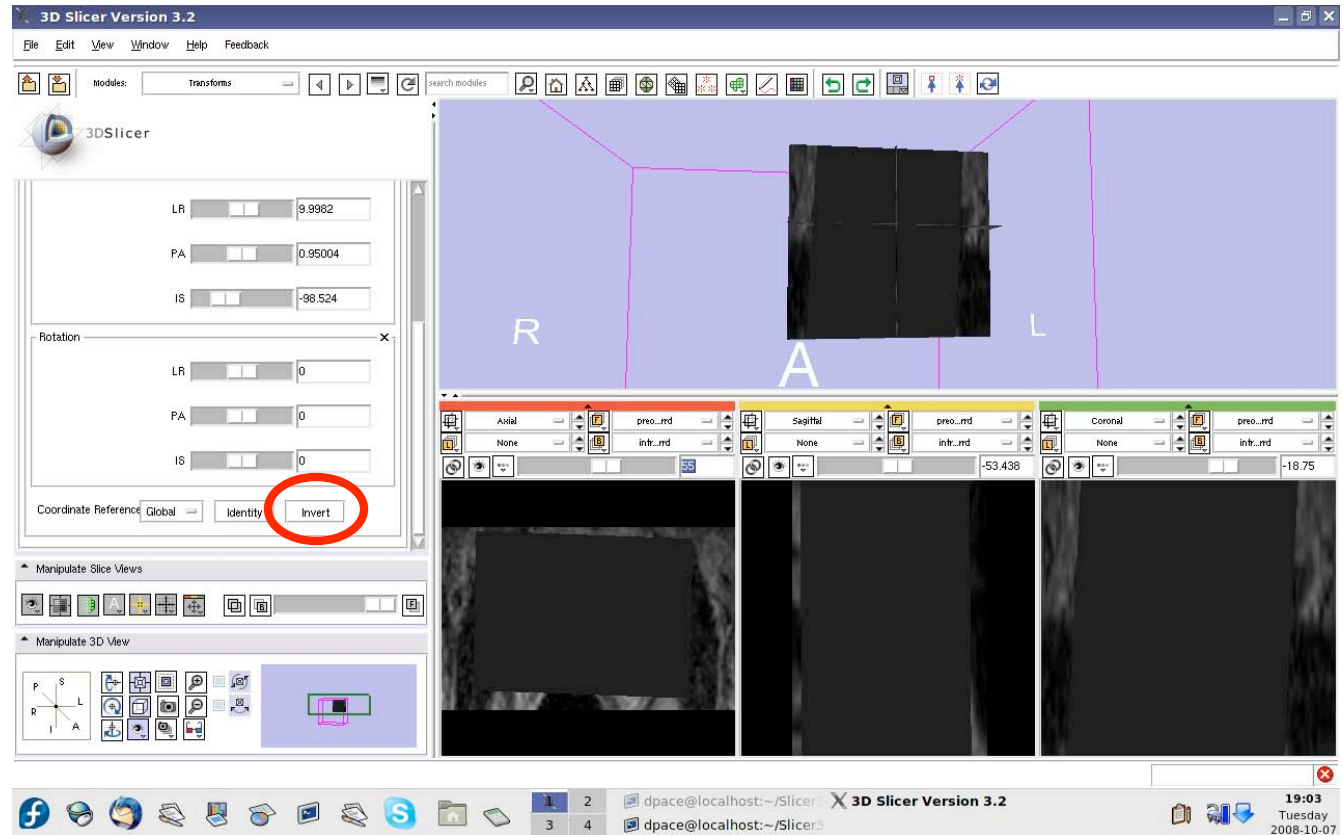 3D Slicer Version 3.2
File Edit View Window Help Feedback
Modules: Transforms search modules
3DSlicer
LR 9.9982
PA 0.95004
IS -98.524
Rotation
LR 0
PA 0
IS 0
Coordinate Reference Global Identity Invert
Manipulate Slice Views
Manipulate 3D View
P S
R L
I A
R L
A
Axial F preo...rrd Sagittal F preo...rrd Coronal F preo...rrd
L None B intr...rrd L None B intr...rrd L None B intr...rrd
55 -53.438 -18.75
A B F
1 2 dpace@localhost:~/Slicer3 3D Slicer Version 3.2
3 4 dpace@localhost:~/Slicer3
19:03
Tuesday
2008-10-07